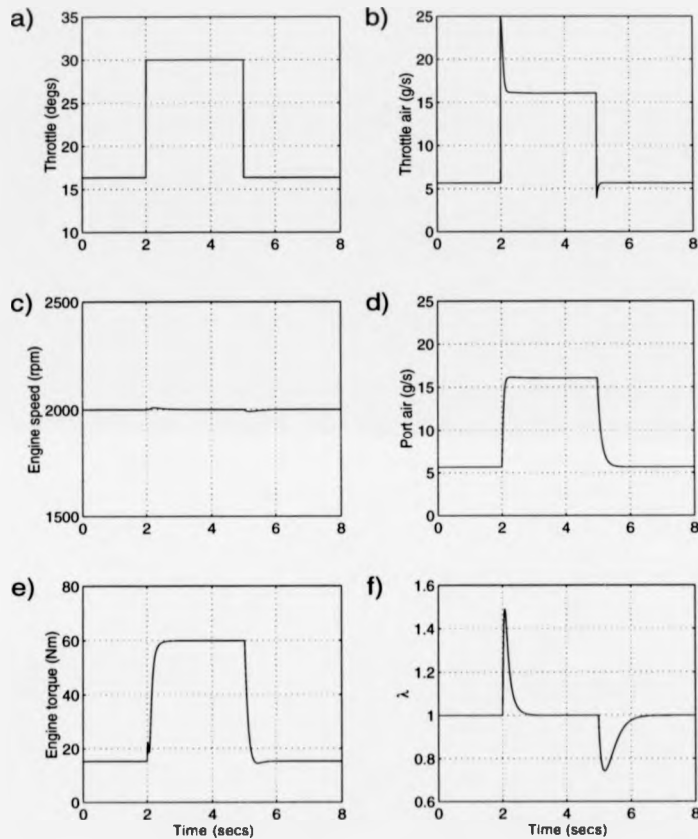 a)
Throttle (degs)
35
30
25
20
15
10
0 2 4 6 8
b)
Throttle air (g/s)
25
20
15
10
5
0
0 2 4 6 8
c)
Engine speed (rpm)
2500
2000
1500
0 2 4 6 8
d)
Port air (g/s)
25
20
15
10
5
0
0 2 4 6 8
e)
Engine torque (Nm)
80
60
40
20
0
0 2 4 6 8
Time (secs)
f)
λ
1.6
1.4
1.2
1
0.8
0.6
0 2 4 6 8
Time (secs)